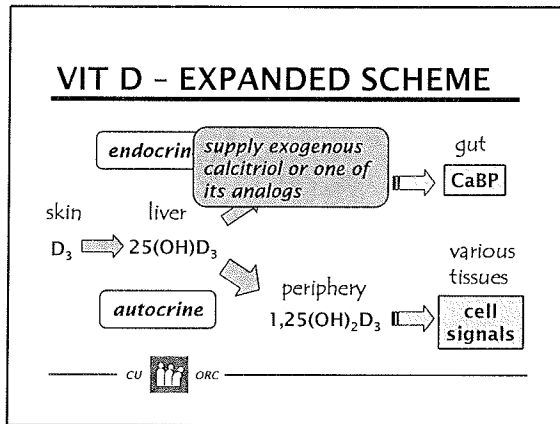 VIT D – EXPANDED SCHEME
endocrin
supply exogenous
calcitriol or one of
its analogs
gut
CaBP
skin
liver
D₃
25(OH)D₃
various
tissues
periphery
autocrine
1,25(OH)₂D₃
cell
signals
CU
ORC